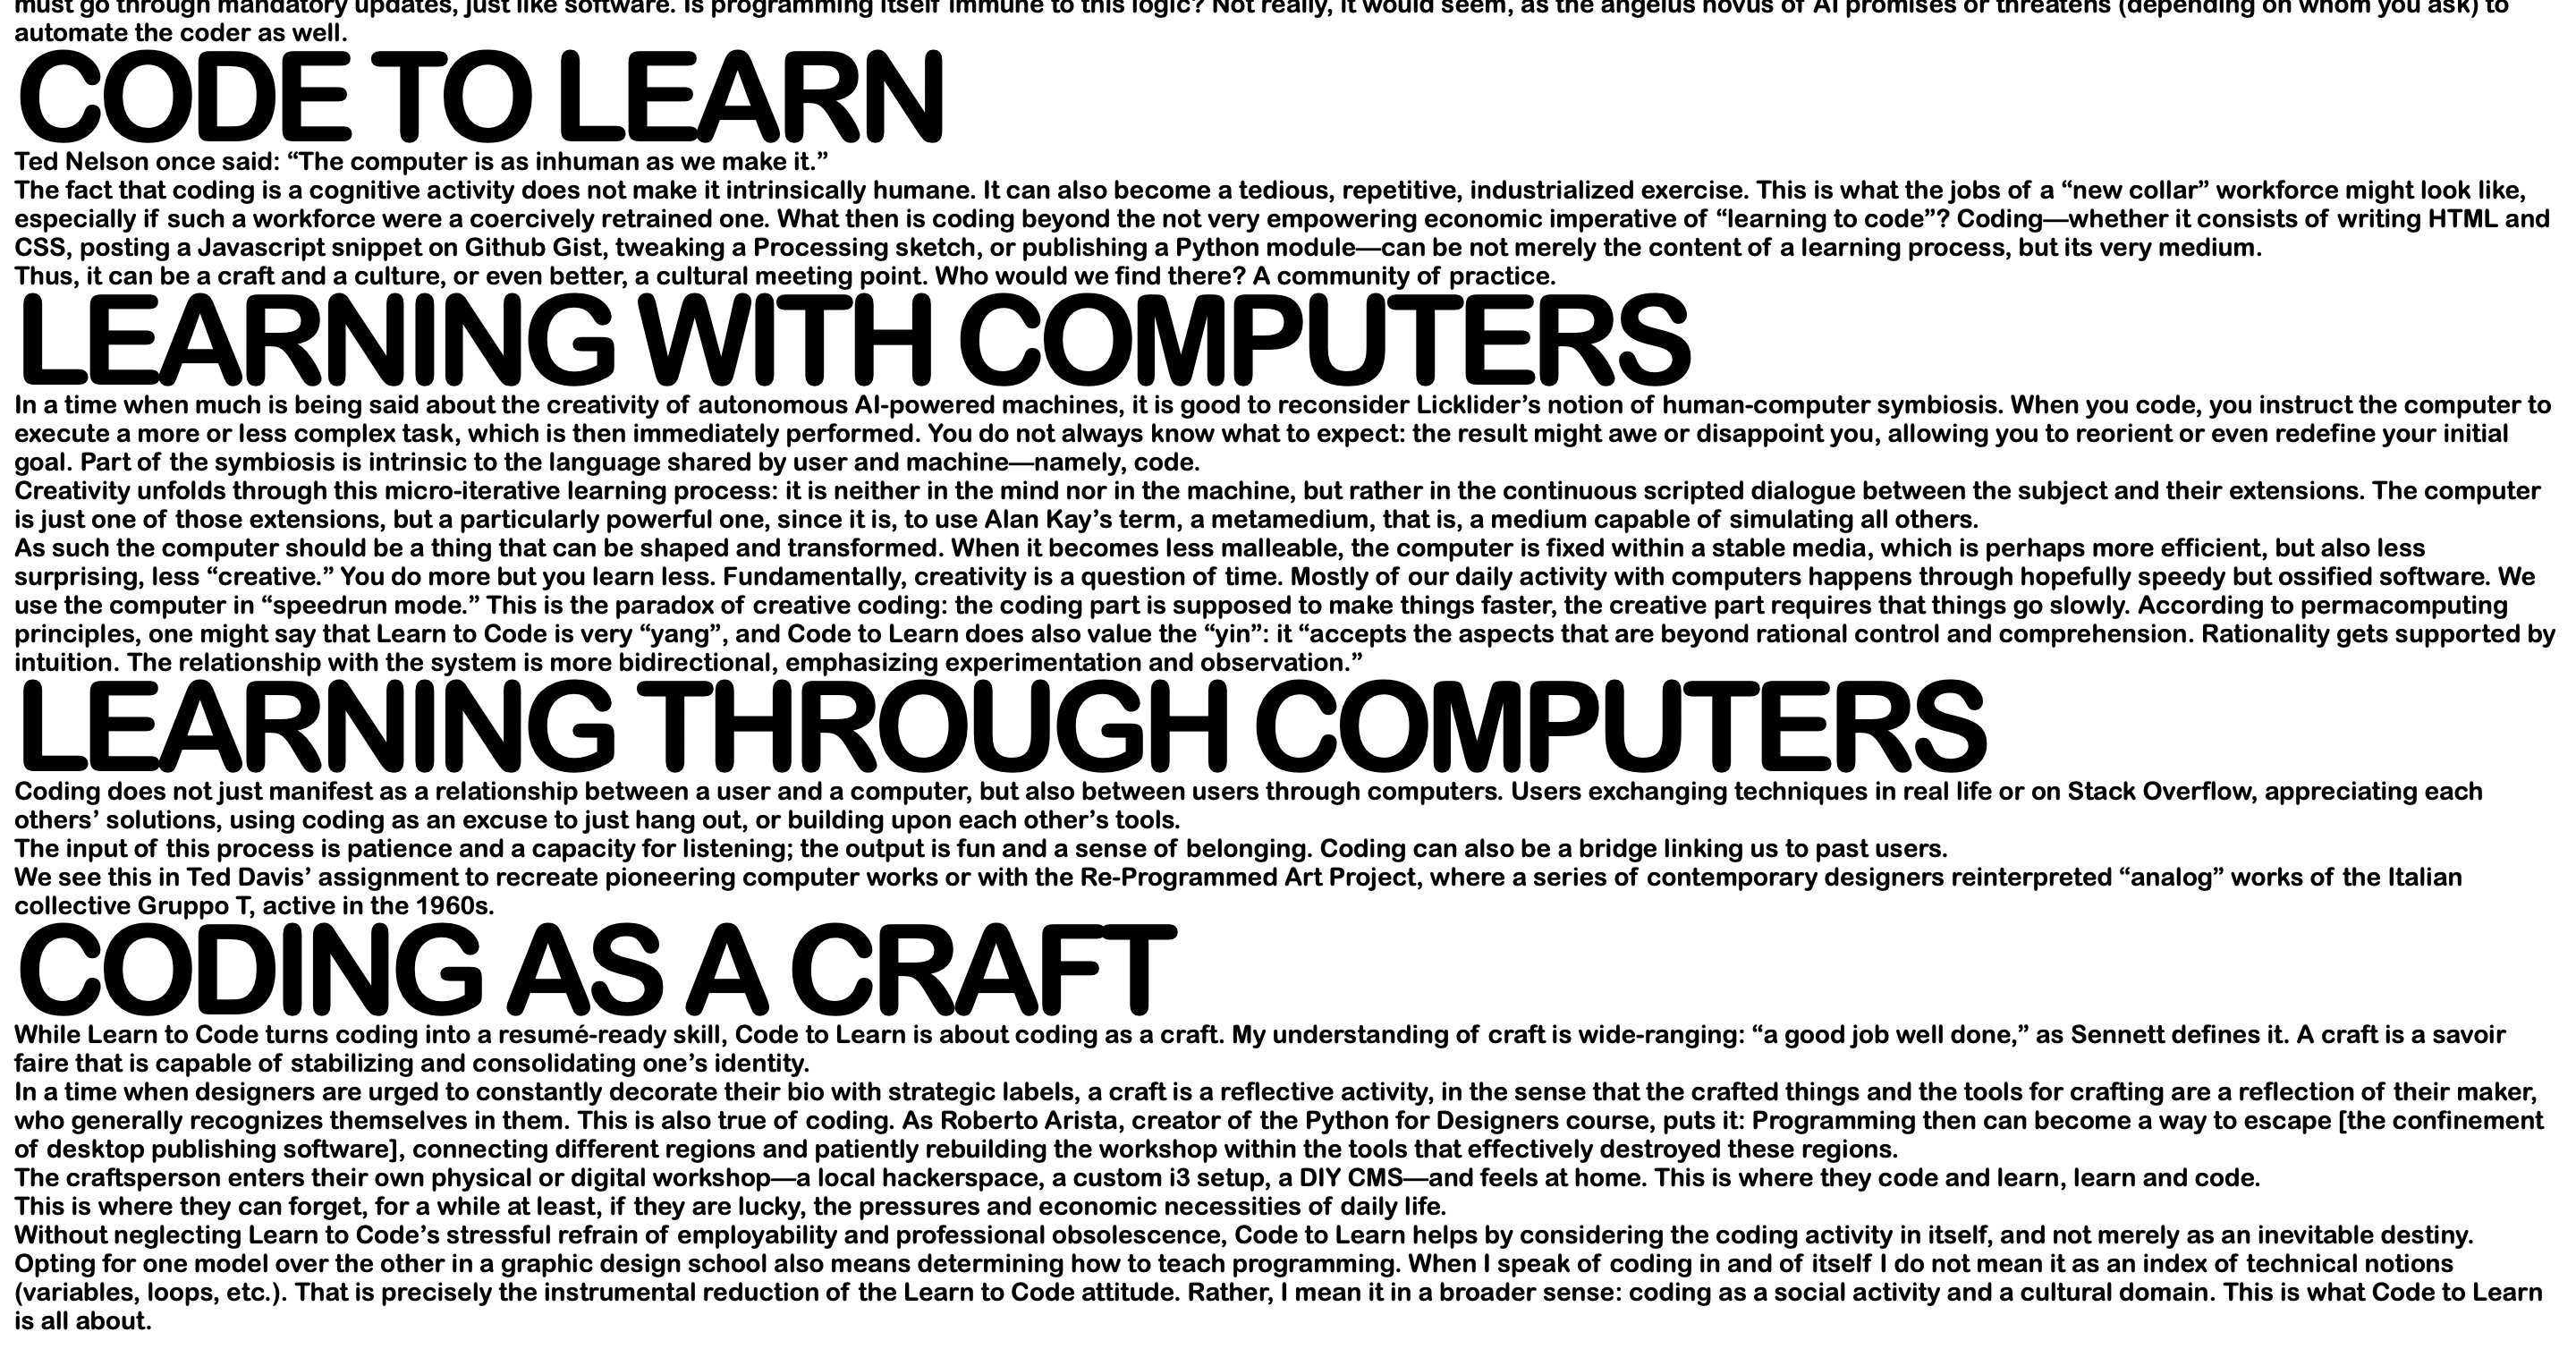 must go through mandatory updates, just like software. Is programming itself immune to this logic? Not really, it would seem, as the angelus novus of AI promises or threatens (depending on whom you ask) to
automate the coder as well.
CODE TO LEARN
Ted Nelson once said: “The computer is as inhuman as we make it.”
The fact that coding is a cognitive activity does not make it intrinsically humane. It can also become a tedious, repetitive, industrialized exercise. This is what the jobs of a “new collar” workforce might look like,
especially if such a workforce were a coercively retrained one. What then is coding beyond the not very empowering economic imperative of “learning to code”? Coding—whether it consists of writing HTML and
CSS, posting a Javascript snippet on Github Gist, tweaking a Processing sketch, or publishing a Python module—can be not merely the content of a learning process, but its very medium.
Thus, it can be a craft and a culture, or even better, a cultural meeting point. Who would we find there? A community of practice.
LEARNING WITH COMPUTERS
In a time when much is being said about the creativity of autonomous AI-powered machines, it is good to reconsider Licklider’s notion of human-computer symbiosis. When you code, you instruct the computer to
execute a more or less complex task, which is then immediately performed. You do not always know what to expect: the result might awe or disappoint you, allowing you to reorient or even redefine your initial
goal. Part of the symbiosis is intrinsic to the language shared by user and machine—namely, code.
Creativity unfolds through this micro-iterative learning process: it is neither in the mind nor in the machine, but rather in the continuous scripted dialogue between the subject and their extensions. The computer
is just one of those extensions, but a particularly powerful one, since it is, to use Alan Kay’s term, a metamedium, that is, a medium capable of simulating all others.
As such the computer should be a thing that can be shaped and transformed. When it becomes less malleable, the computer is fixed within a stable media, which is perhaps more efficient, but also less
surprising, less “creative.” You do more but you learn less. Fundamentally, creativity is a question of time. Mostly of our daily activity with computers happens through hopefully speedy but ossified software. We
use the computer in “speedrun mode.” This is the paradox of creative coding: the coding part is supposed to make things faster, the creative part requires that things go slowly. According to permacomputing
principles, one might say that Learn to Code is very “yang”, and Code to Learn does also value the “yin”: it “accepts the aspects that are beyond rational control and comprehension. Rationality gets supported by
intuition. The relationship with the system is more bidirectional, emphasizing experimentation and observation.”
LEARNING THROUGH COMPUTERS
Coding does not just manifest as a relationship between a user and a computer, but also between users through computers. Users exchanging techniques in real life or on Stack Overflow, appreciating each
others’ solutions, using coding as an excuse to just hang out, or building upon each other’s tools.
The input of this process is patience and a capacity for listening; the output is fun and a sense of belonging. Coding can also be a bridge linking us to past users.
We see this in Ted Davis’ assignment to recreate pioneering computer works or with the Re-Programmed Art Project, where a series of contemporary designers reinterpreted “analog” works of the Italian
collective Gruppo T, active in the 1960s.
CODING AS A CRAFT
While Learn to Code turns coding into a resumé-ready skill, Code to Learn is about coding as a craft. My understanding of craft is wide-ranging: “a good job well done,” as Sennett defines it. A craft is a savoir
faire that is capable of stabilizing and consolidating one’s identity.
In a time when designers are urged to constantly decorate their bio with strategic labels, a craft is a reflective activity, in the sense that the crafted things and the tools for crafting are a reflection of their maker,
who generally recognizes themselves in them. This is also true of coding. As Roberto Arista, creator of the Python for Designers course, puts it: Programming then can become a way to escape [the confinement
of desktop publishing software], connecting different regions and patiently rebuilding the workshop within the tools that effectively destroyed these regions.
The craftsperson enters their own physical or digital workshop—a local hackerspace, a custom i3 setup, a DIY CMS—and feels at home. This is where they code and learn, learn and code.
This is where they can forget, for a while at least, if they are lucky, the pressures and economic necessities of daily life.
Without neglecting Learn to Code’s stressful refrain of employability and professional obsolescence, Code to Learn helps by considering the coding activity in itself, and not merely as an inevitable destiny.
Opting for one model over the other in a graphic design school also means determining how to teach programming. When I speak of coding in and of itself I do not mean it as an index of technical notions
(variables, loops, etc.). That is precisely the instrumental reduction of the Learn to Code attitude. Rather, I mean it in a broader sense: coding as a social activity and a cultural domain. This is what Code to Learn
is all about.